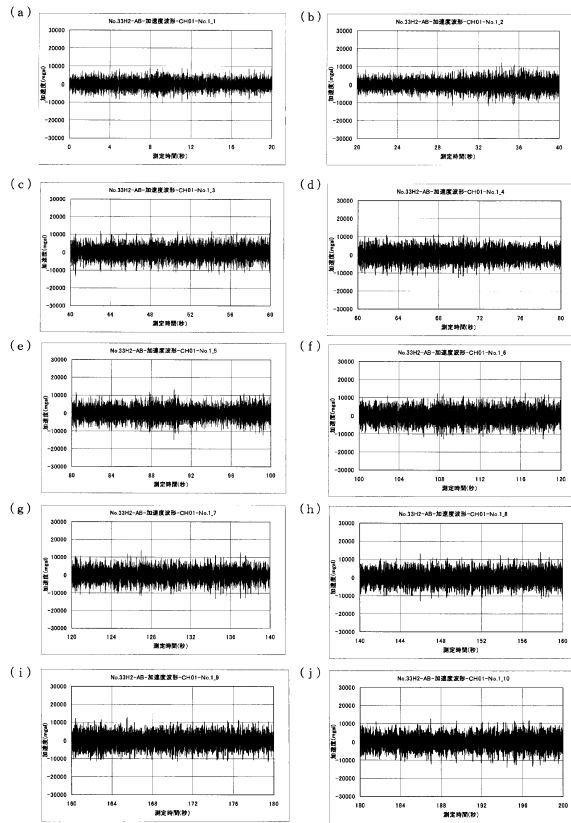 (a)
No.33H2-AB-加速度波形-CH01-No.1_1
加速度(mgal)
30000
20000
10000
0
-10000
-20000
-30000
0 4 8 12 16 20
測定時間(秒)
(b)
No.33H2-AB-加速度波形-CH01-No.1_2
加速度(mgal)
30000
20000
10000
0
-10000
-20000
-30000
20 24 28 32 36 40
測定時間(秒)
(c)
No.33H2-AB-加速度波形-CH01-No.1_3
加速度(mgal)
30000
20000
10000
0
-10000
-20000
-30000
40 44 48 52 56 60
測定時間(秒)
(d)
No.33H2-AB-加速度波形-CH01-No.1_4
加速度(mgal)
30000
20000
10000
0
-10000
-20000
-30000
60 64 68 72 76 80
測定時間(秒)
(e)
No.33H2-AB-加速度波形-CH01-No.1_5
加速度(mgal)
30000
20000
10000
0
-10000
-20000
-30000
80 84 88 92 96 100
測定時間(秒)
(f)
No.33H2-AB-加速度波形-CH01-No.1_6
加速度(mgal)
30000
20000
10000
0
-10000
-20000
-30000
100 104 108 112 116 120
測定時間(秒)
(g)
No.33H2-AB-加速度波形-CH01-No.1_7
加速度(mgal)
30000
20000
10000
0
-10000
-20000
-30000
120 124 128 132 136 140
測定時間(秒)
(h)
No.33H2-AB-加速度波形-CH01-No.1_8
加速度(mgal)
30000
20000
10000
0
-10000
-20000
-30000
140 144 148 152 156 160
測定時間(秒)
(i)
No.33H2-AB-加速度波形-CH01-No.1_9
加速度(mgal)
30000
20000
10000
0
-10000
-20000
-30000
160 164 168 172 176 180
測定時間(秒)
(j)
No.33H2-AB-加速度波形-CH01-No.1_10
加速度(mgal)
30000
20000
10000
0
-10000
-20000
-30000
180 184 188 192 196 200
測定時間(秒)